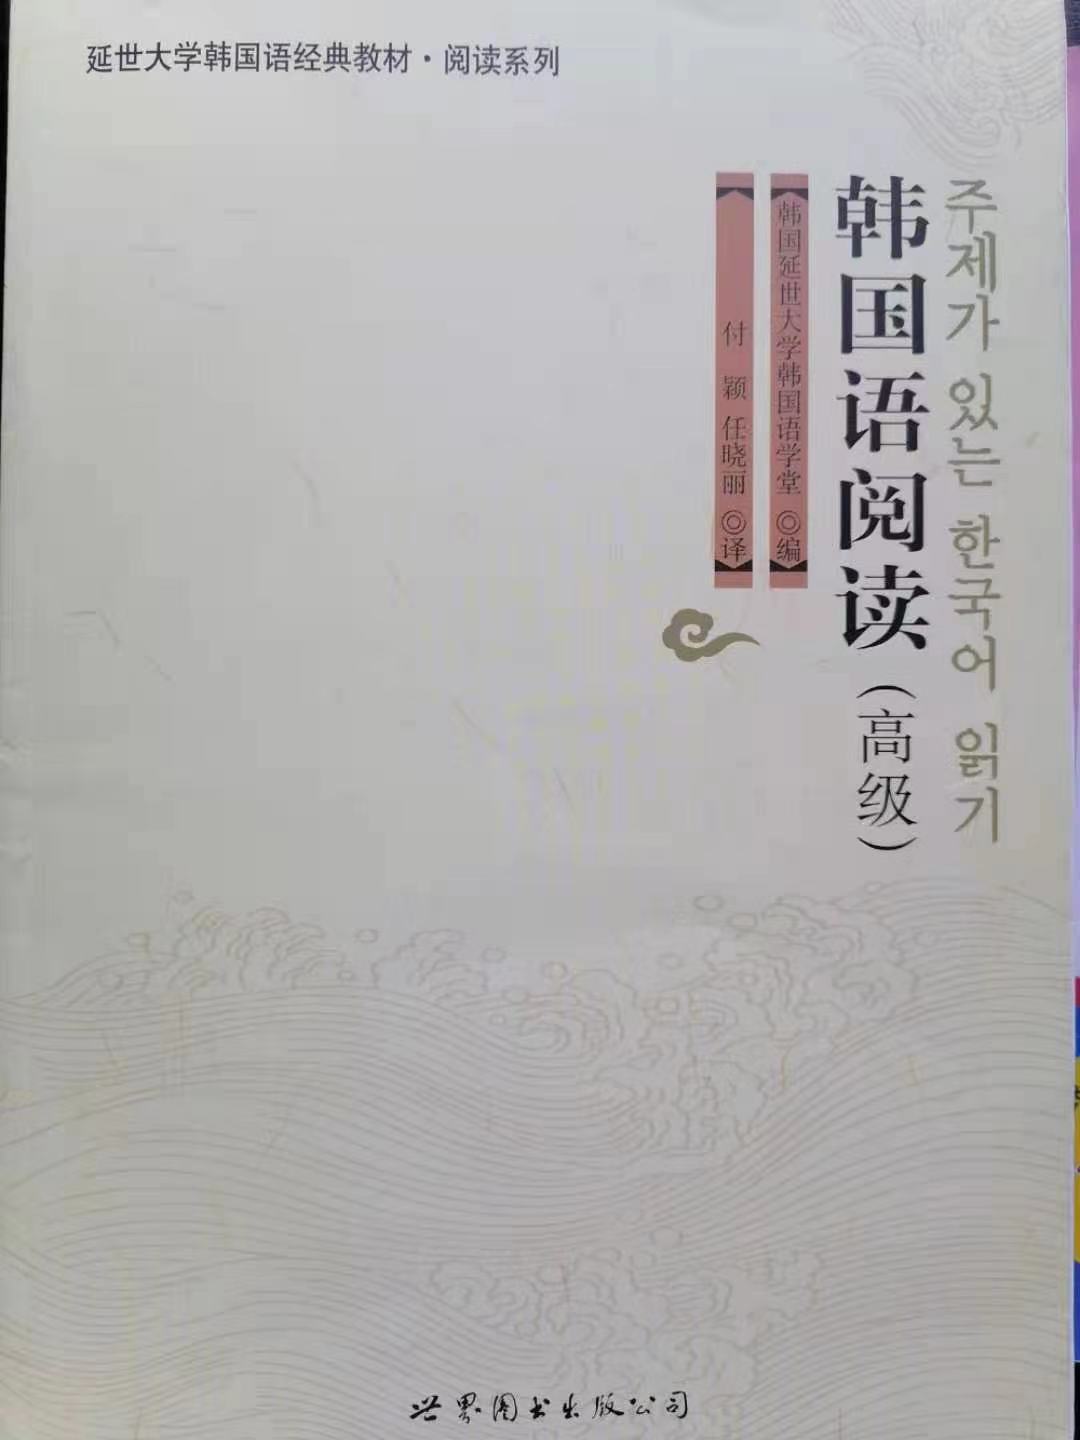 延世大学韩国语经典教材·阅读系列
주제가 있는 한국어 읽기
韩国语阅读（高级）
韩国延世大学韩国语学堂◎编
付颖 任晓丽◎译
世界图书出版公司